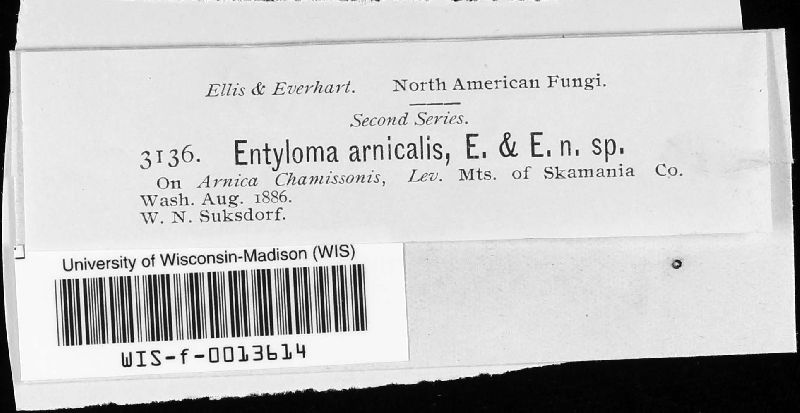 Ellis & Everhart. North American Fungi.
Second Series.
3136. Entyloma arnicalis, E. & E. n. sp.
On Arnica Chamissonis, Lev. Mts. of Skamania Co.
Wash. Aug. 1886.
W. N. Suksdorf.
University of Wisconsin-Madison (WIS)
WIS-f-0013614